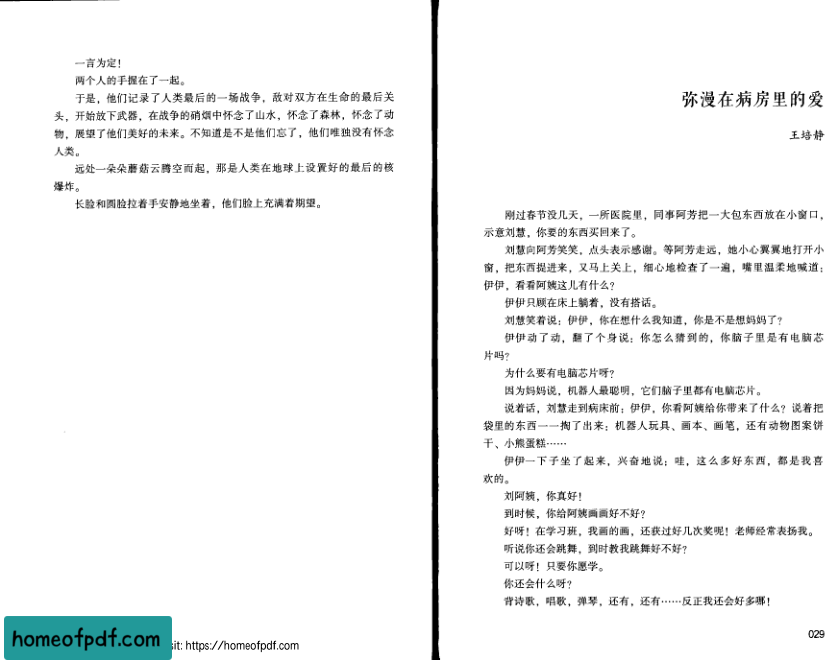 一言为定！
两个人的手握在了一起。
于是，他们记录了人类最后的一场战争，敌对双方在生命的最后关
头，开始放下武器，在战争的硝烟中怀念了山水，怀念了森林，怀念了动
物，展望了他们美好的未来。不知道是不是他们忘了，他们唯独没有怀念
人类。
远处一朵朵蘑菇云腾空而起，那是人类在地球上设置好的最后的核
爆炸。
长脸和圆脸拉着手安静地坐着，他们脸上充满着期望。
弥漫在病房里的爱
王培静
刚过春节没几天，一所医院里，同事阿芳把一大包东西放在小窗口，
示意刘慧，你要的东西买回来了。
刘慧向阿芳笑笑，点头表示感谢。等阿芳走远，她小心翼翼地打开小
窗，把东西提进来，又马上关上，细心地检查了一遍，嘴里温柔地喊道：
伊伊，看看阿姨这儿有什么？
伊伊只顾在床上躺着，没有搭话。
刘慧笑着说：伊伊，你在想什么我知道，你是不是想妈妈了？
伊伊动了动，翻了个身说：你怎么猜到的，你脑子里是有电脑芯
片吗？
为什么要有电脑芯片呀？
因为妈妈说，机器人最聪明，它们脑子里都有电脑芯片。
说着话，刘慧走到病床前：伊伊，你看阿姨给你带来了什么？说着把
袋里的东西一一掏了出来：机器人玩具、画本、画笔，还有动物图案饼
干、小熊蛋糕……
伊伊一下子坐了起来，兴奋地说：哇，这么多好东西，都是我喜
欢的。
刘阿姨，你真好！
到时候，你给阿姨画画好不好？
好呀！在学习班，我画的画，还获过好几次奖呢！老师经常表扬我。
听说你还会跳舞，到时教我跳舞好不好？
可以呀！只要你愿学。
你还会什么呀？
背诗歌，唱歌，弹琴，还有，还有……反正我还会好多哪！
029
homeofpdf.com
sit: https://homeofpdf.com